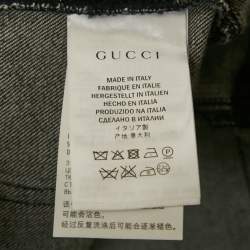 GUCCI
MADE IN ITALY
FABRIQUE EN ITALIE
HERGESTELLT IN ITALIEN
HECHO EN ITALIA
PRODUZIDO NA ITALIA
СДЕЛАНО В ИТАЛИИ
イタリア製
产地 意大利
可能会沾色。
经过反复洗涤后可能会逐渐褪色。